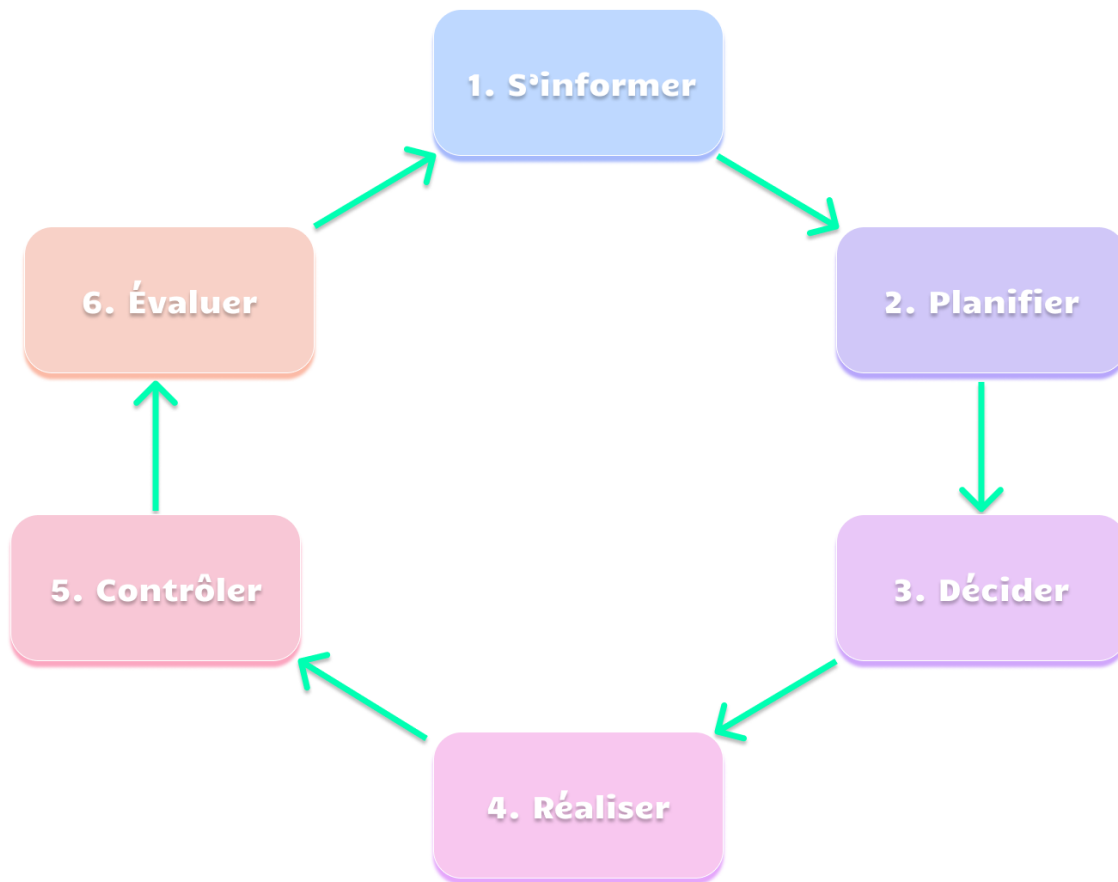 1. S'informer
2. Planifier
3. Décider
4. Réaliser
5. Contrôler
6. Évaluer